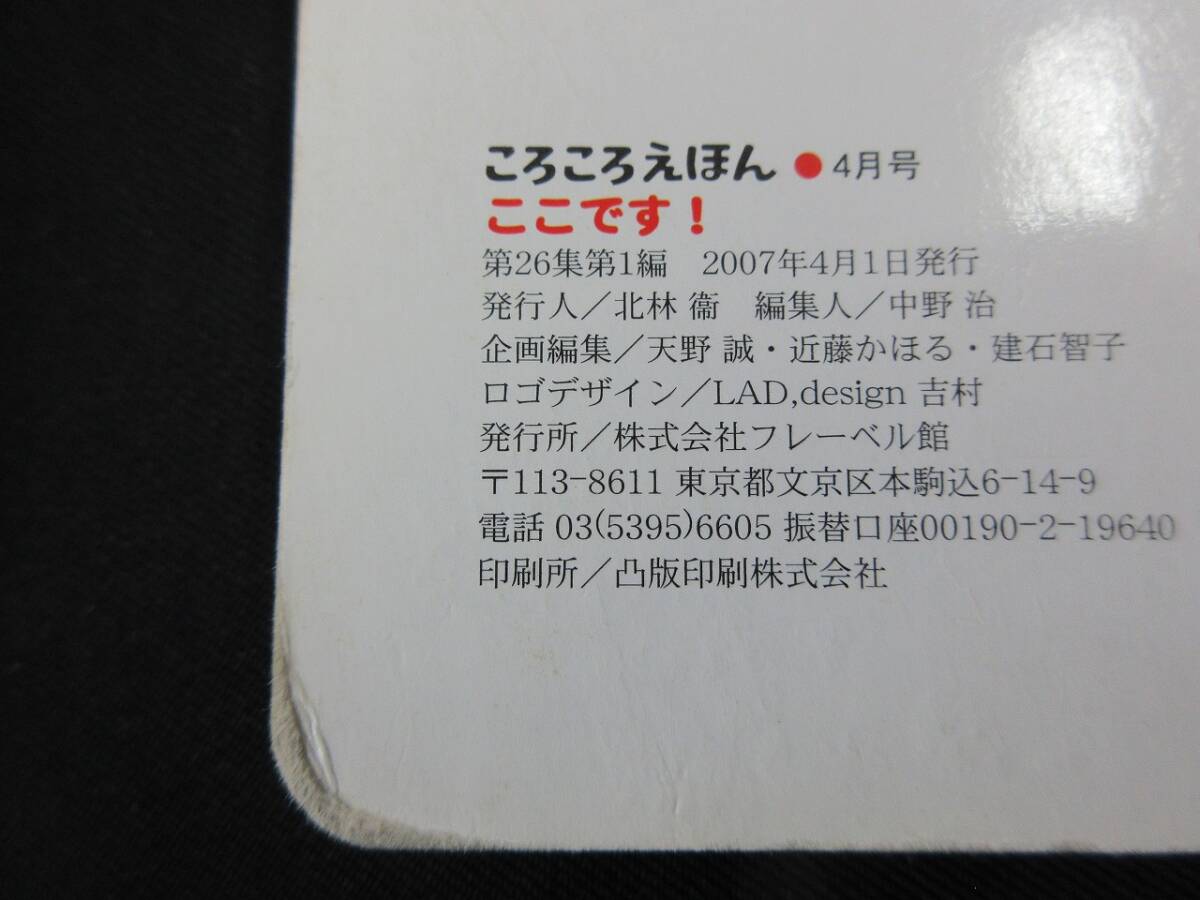 ころころえほん ● 4月号
ここです！
第26集第1編　2007年4月1日発行
発行人／北林 衞　編集人／中野 治
企画編集／天野 誠・近藤かほる・建石智子
ロゴデザイン／LAD,design 吉村
発行所／株式会社フレーベル館
〒113-8611 東京都文京区本駒込6-14-9
電話 03(5395)6605 振替口座00190-2-19640
印刷所／凸版印刷株式会社